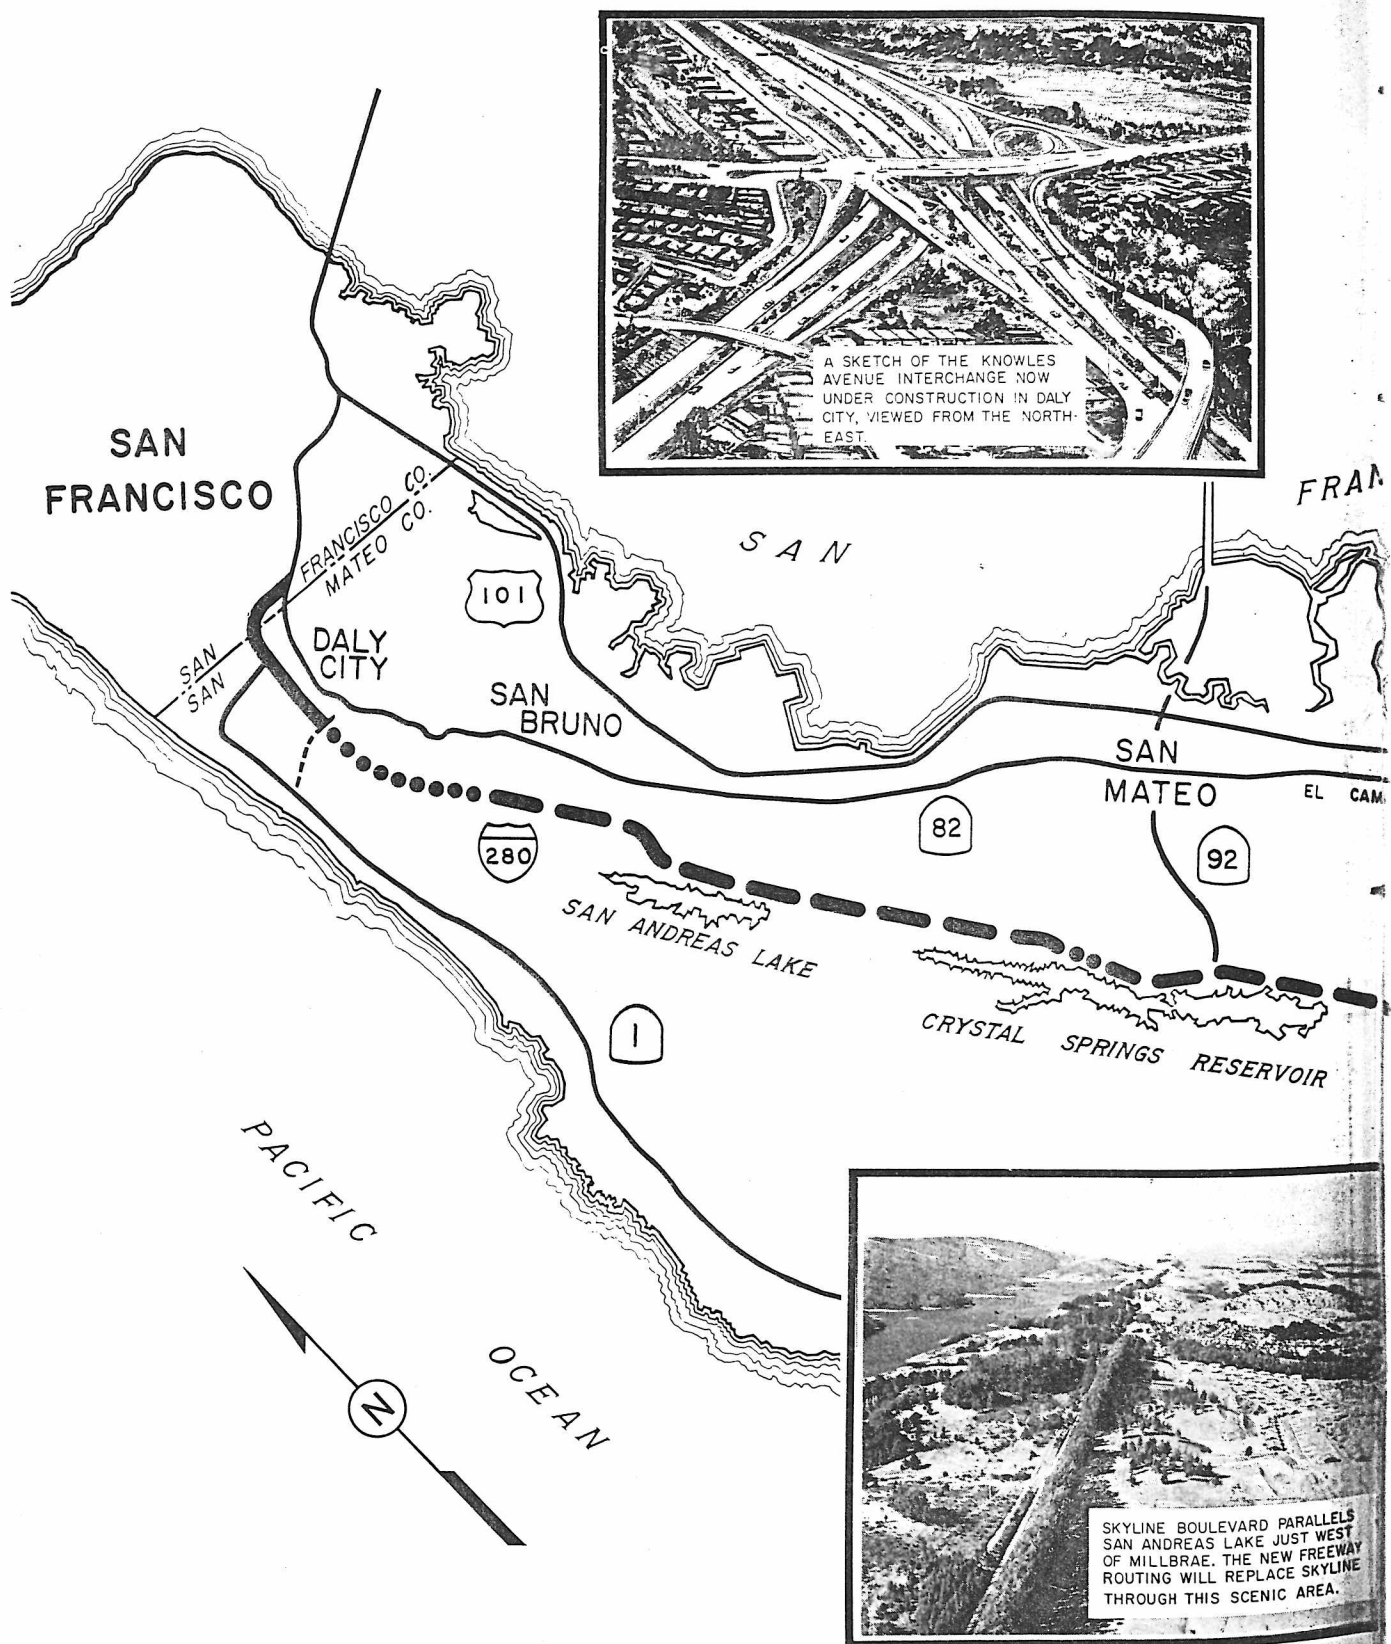 A SKETCH OF THE KNOWLES
AVENUE INTERCHANGE NOW
UNDER CONSTRUCTION IN DALY
CITY, VIEWED FROM THE NORTH-
EAST.
SAN
FRANCISCO
SAN FRANCISCO CO.
SAN MATEO CO.
SAN
101
DALY
CITY
SAN
BRUNO
SAN
MATEO
EL
82
92
280
SAN ANDREAS LAKE
CRYSTAL SPRINGS RESERVOIR
1
PACIFIC
OCEAN
N
SKYLINE BOULEVARD PARALLELS
SAN ANDREAS LAKE JUST WEST
OF MILLBRAE. THE NEW FREEWAY
ROUTING WILL REPLACE SKYLINE
THROUGH THIS SCENIC AREA.